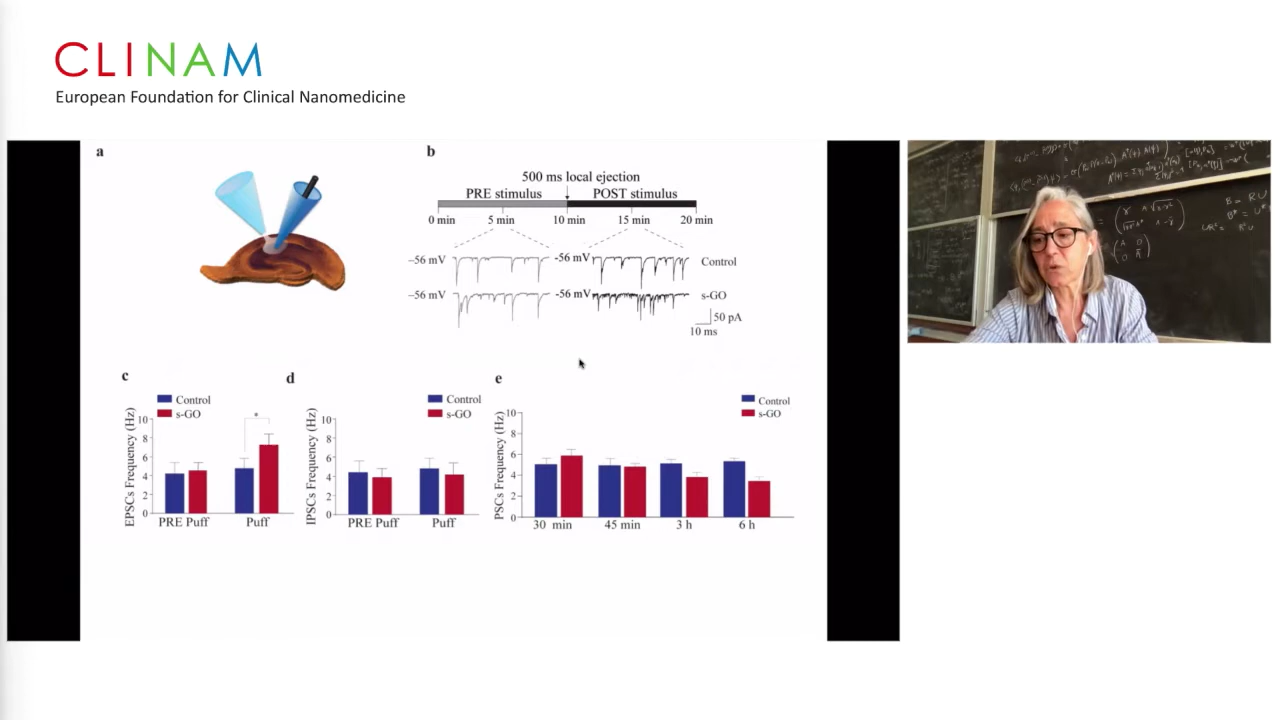 CLINAM
European Foundation for Clinical Nanomedicine
a
b
500 ms local ejection
PRE stimulus POST stimulus
0 min 5 min 10 min 15 min 20 min
-56 mV -56 mV Control
-56 mV -56 mV s-GO
50 pA
10 ms
c
Control
s-GO
*
EPSCs Frequency (Hz)
10
8
6
4
2
0
PRE Puff Puff
d
Control
s-GO
IPSCs Frequency (Hz)
10
8
6
4
2
0
PRE Puff Puff
e
Control
s-GO
PSCs Frequency (Hz)
10
8
6
4
2
0
30 min 45 min 3 h 6 h